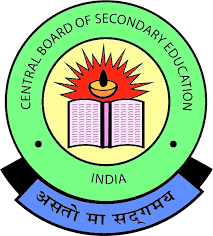 CENTRAL BOARD OF SECONDARY EDUCATION
INDIA
असतो मा सद्गमय